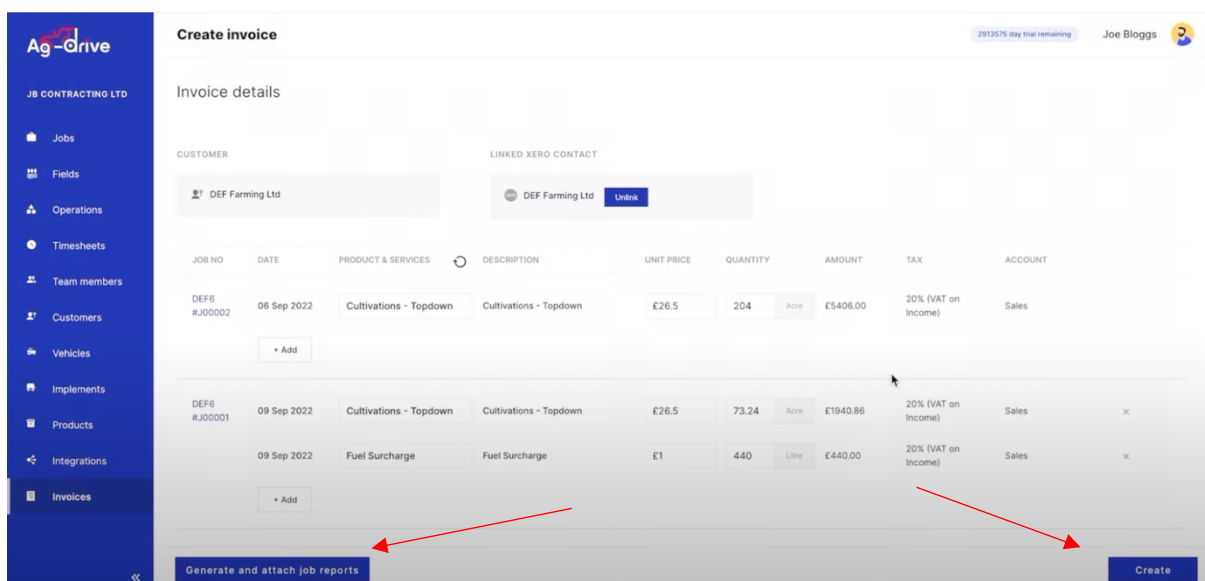 Ag-drive
Create invoice
2913575 day trial remaining
Joe Bloggs
JB CONTRACTING LTD
Jobs
Fields
Operations
Timesheets
Team members
Customers
Vehicles
Implements
Products
Integrations
Invoices
Invoice details
CUSTOMER
LINKED XERO CONTACT
DEF Farming Ltd
DEF Farming Ltd Unlink
JOB NO DATE PRODUCT & SERVICES DESCRIPTION UNIT PRICE QUANTITY AMOUNT TAX ACCOUNT
DEF6 06 Sep 2022 Cultivations - Topdown Cultivations - Topdown £26.5 204 Acre £5406.00 20% (VAT on Sales
#J00002 Income)
+ Add
DEF6 09 Sep 2022 Cultivations - Topdown Cultivations - Topdown £26.5 73.24 Acre £1940.86 20% (VAT on Sales ×
#J00001 Income)
09 Sep 2022 Fuel Surcharge Fuel Surcharge £1 440 Litre £440.00 20% (VAT on Sales ×
Income)
+ Add
Generate and attach job reports
Create